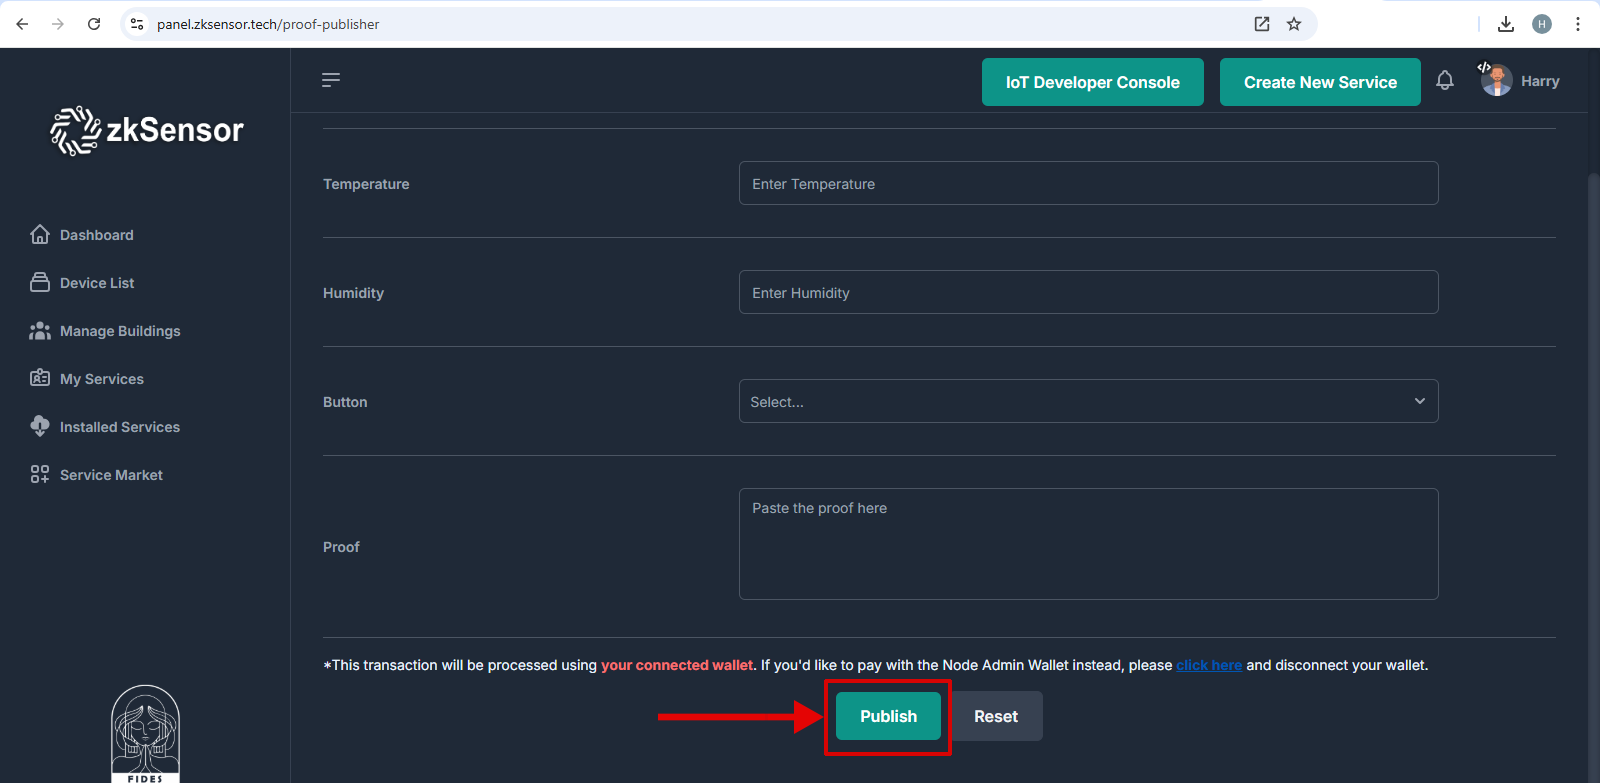 panel.zksensor.tech/proof-publisher
H
zkSensor
IoT Developer Console
Create New Service
</>
Harry
Dashboard
Device List
Manage Buildings
My Services
Installed Services
Service Market
Temperature
Enter Temperature
Humidity
Enter Humidity
Button
Select...
Proof
Paste the proof here
*This transaction will be processed using your connected wallet. If you'd like to pay with the Node Admin Wallet instead, please click here and disconnect your wallet.
Publish
Reset
FIDES